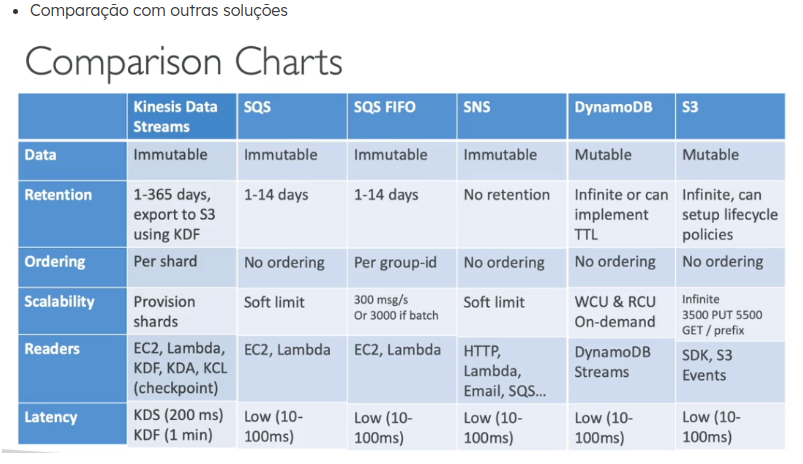 Comparação com outras soluções
Comparison Charts
Kinesis Data Streams SQS SQS FIFO SNS DynamoDB S3
Data Immutable Immutable Immutable Immutable Mutable Mutable
Retention 1-365 days, export to S3 using KDF 1-14 days 1-14 days No retention Infinite or can implement TTL Infinite, can setup lifecycle policies
Ordering Per shard No ordering Per group-id No ordering No ordering No ordering
Scalability Provision shards Soft limit 300 msg/s Or 3000 if batch Soft limit WCU & RCU On-demand Infinite 3500 PUT 5500 GET / prefix
Readers EC2, Lambda, KDF, KDA, KCL (checkpoint) EC2, Lambda EC2, Lambda HTTP, Lambda, Email, SQS... DynamoDB Streams SDK, S3 Events
Latency KDS (200 ms) KDF (1 min) Low (10-100ms) Low (10-100ms) Low (10-100ms) Low (10-100ms) Low (10-100ms)